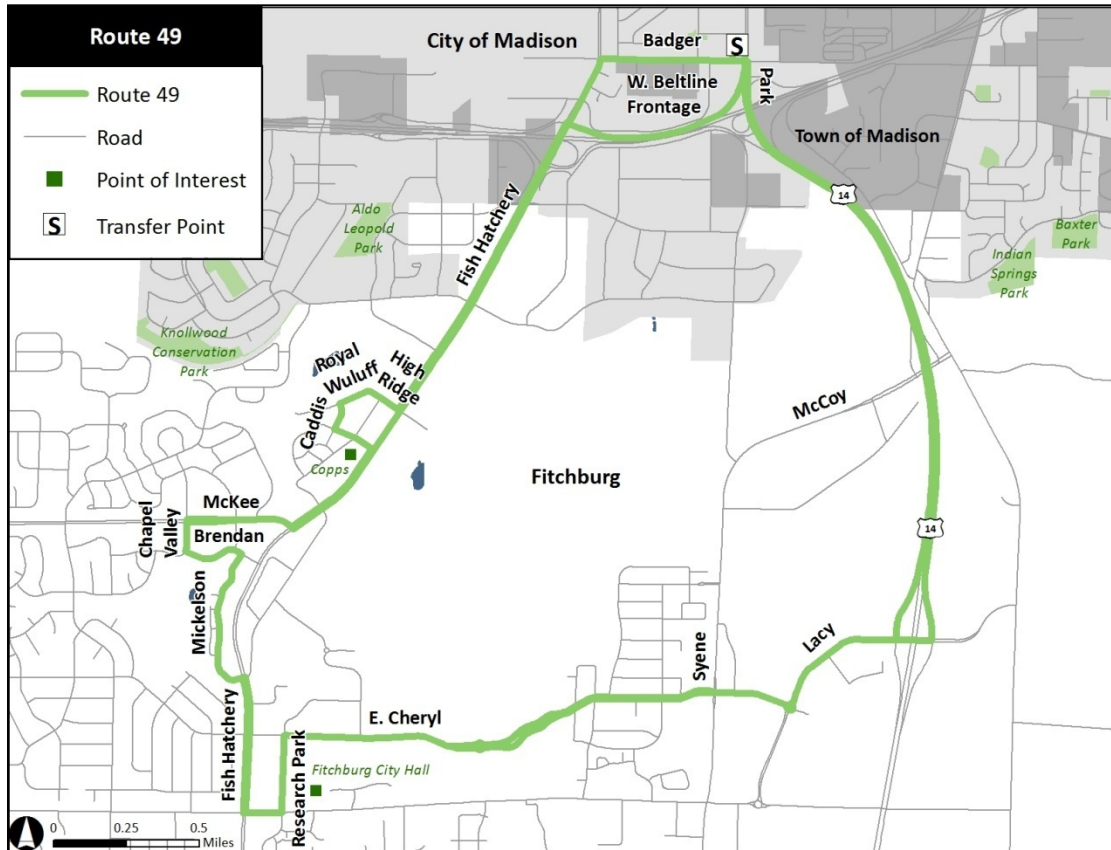 Route 49
Route 49
Road
Point of Interest
S
Transfer Point
City of Madison
Badger
S
W. Beltline
Frontage
Park
Town of Madison
14
Fish Hatchery
Aldo
Leopold
Park
Baxter
Park
Indian
Springs
Park
Knollwood
Conservation
Park
Royal
Wuluff
High
Ridge
Caddis
McCoy
Copps
Fitchburg
McKee
Chapel
Valley
Brendan
14
Mickelson
Lacy
Syene
E. Cheryl
Fish Hatchery
Research Park
Fitchburg City Hall
0 0.25 0.5
Miles